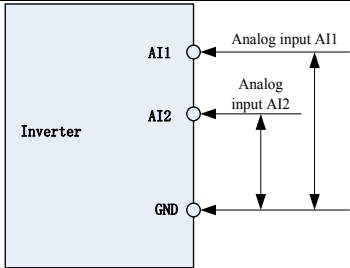 Analog input AI1
AI1
Analog
input AI2
AI2
Inverter
GND